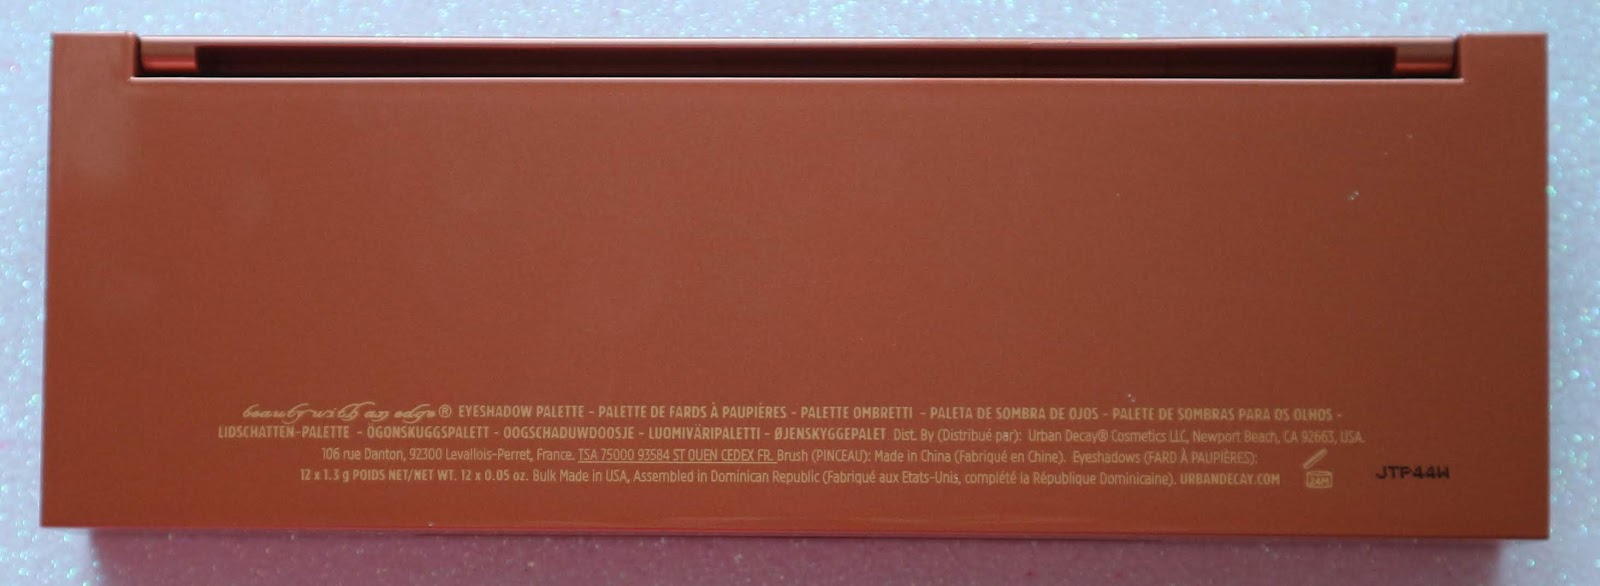 beauty with an edge® EYESHADOW PALETTE - PALETTE DE FARDS À PAUPIÈRES - PALETTE OMBRETTI - PALETA DE SOMBRA DE OJOS - PALETE DE SOMBRAS PARA OS OLHOS -
LIDSCHATTEN-PALETTE - ÖGONSKUGGSPALETT - OOGSCHADUWDOOSJE - LUOMIVÄRIPALETTI - ØJENSKYGGEPALET Dist. By (Distribué par): Urban Decay® Cosmetics LLC, Newport Beach, CA 92663, USA.
106 rue Danton, 92300 Levallois-Perret, France. TSA 75000 93584 ST OUEN CEDEX FR. Brush (PINCEAU): Made in China (Fabriqué en Chine). Eyeshadows (FARD À PAUPIÈRES):
12 x 1.3 g POIDS NET/NET WT. 12 x 0.05 oz. Bulk Made in USA, Assembled in Dominican Republic (Fabriqué aux Etats-Unis, complété la République Dominicaine). URBANDECAY.COM
24M
JTP44W